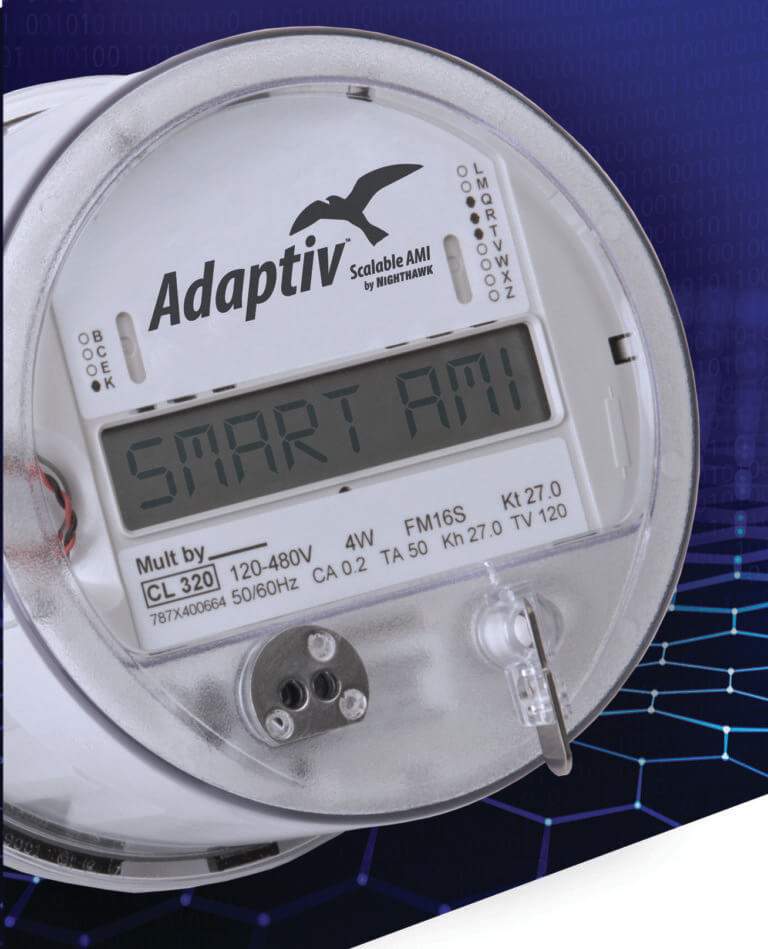 Adaptiv™
Scalable AMI
by NIGHTHAWK
L
M
Q
R
T
V
W
X
Z
B
C
E
K
SMART AMI
Mult by
CL 320
120-480V
4W
FM16S
Kt 27.0
787X400664
50/60Hz
CA 0.2
TA 50
Kh 27.0
TV 120